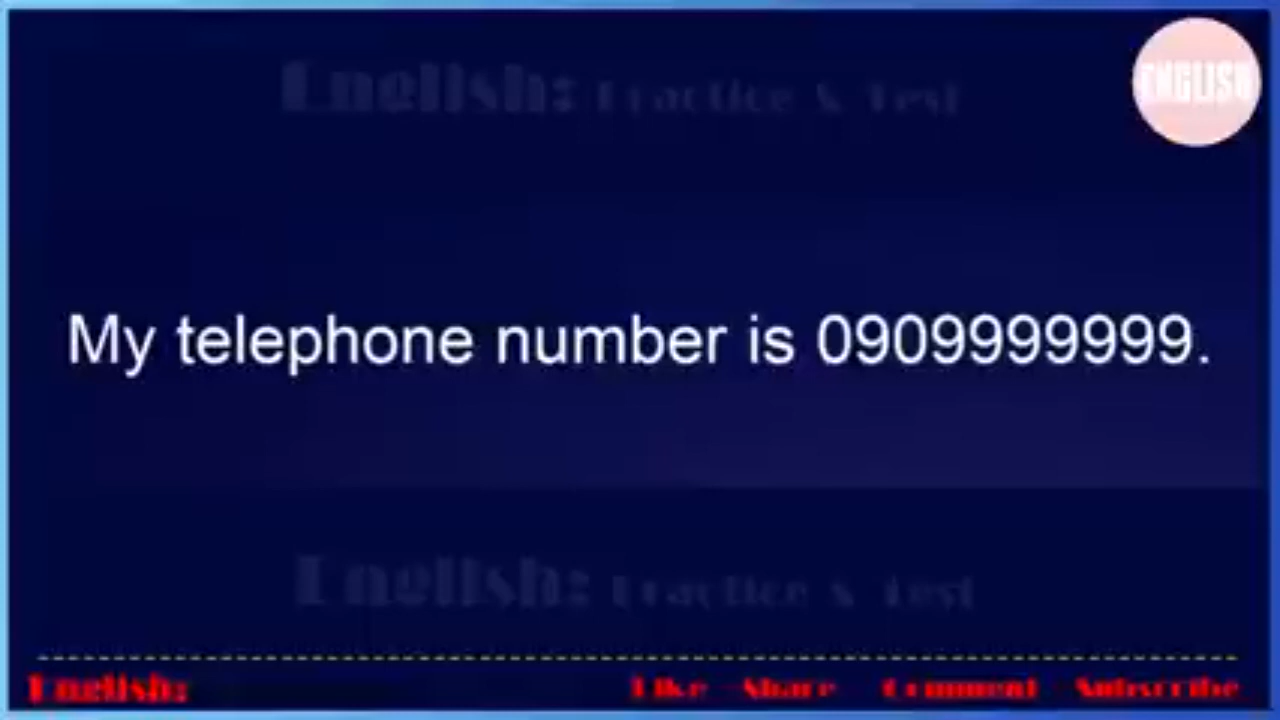 English: Practice & Test
ENGLISH
My telephone number is 0909999999.
English: Practice & Test
English:
Like Share Comment Subscribe